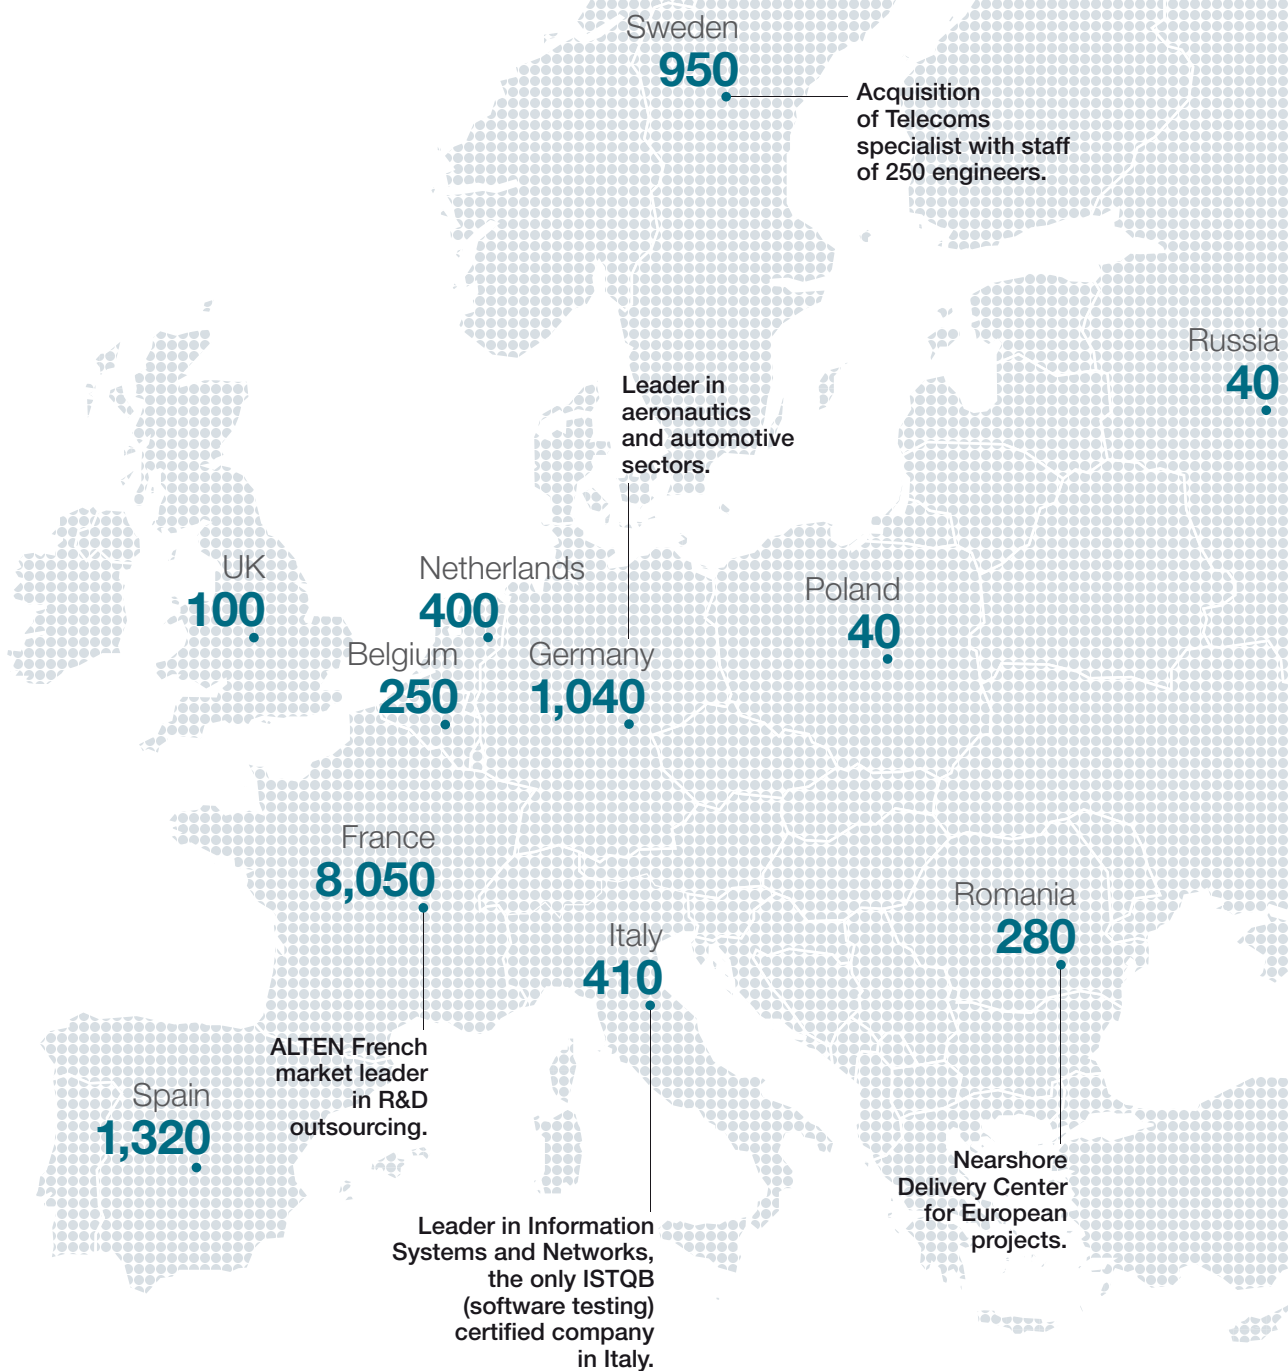 Sweden
950
Acquisition
of Telecoms
specialist with staff
of 250 engineers.
Russia
40
Leader in
aeronautics
and automotive
sectors.
UK
100
Netherlands
400
Poland
40
Belgium
250
Germany
1,040
France
8,050
Romania
280
Italy
410
ALTEN French
market leader
in R&D
outsourcing.
Spain
1,320
Nearshore
Delivery Center
for European
projects.
Leader in Information
Systems and Networks,
the only ISTQB
(software testing)
certified company
in Italy.